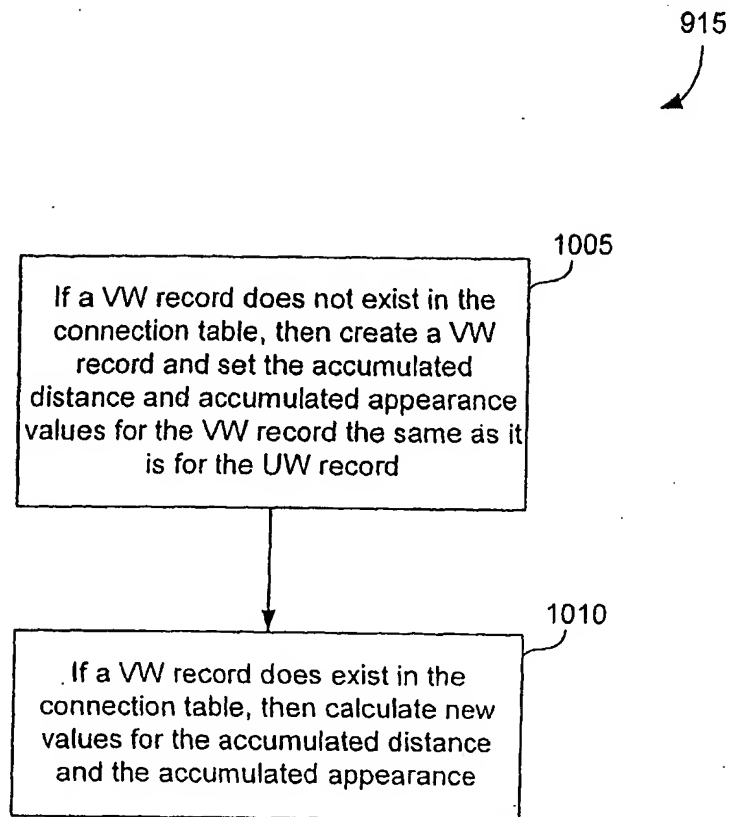 915
1005
If a VW record does not exist in the
connection table, then create a VW
record and set the accumulated
distance and accumulated appearance
values for the VW record the same as it
is for the UW record
1010
If a VW record does exist in the
connection table, then calculate new
values for the accumulated distance
and the accumulated appearance